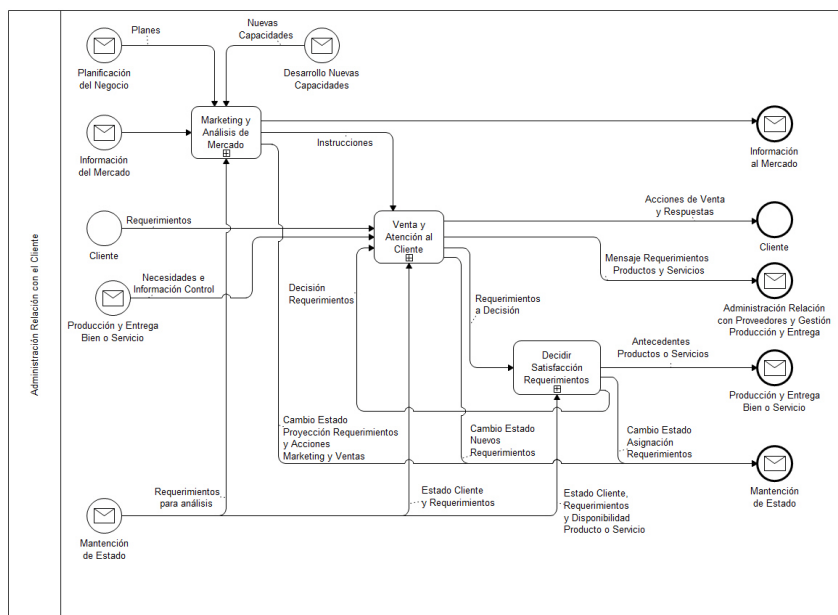 Administración Relación con el Cliente
Planes
Nuevas
Capacidades
Planificación
del Negocio
Desarrollo Nuevas
Capacidades
Marketing y
Análisis de
Mercado
Información
del Mercado
Instrucciones
Información
al Mercado
Requerimientos
Cliente
Venta y
Atención al
Cliente
Acciones de Venta
y Respuestas
Cliente
Necesidades e
Información Control
Producción y Entrega
Bien o Servicio
Decisión
Requerimientos
Requerimientos
a Decisión
Mensaje Requerimientos
Productos y Servicios
Administración Relación
con Proveedores y Gestión
Producción y Entrega
Decidir
Satisfacción
Requerimientos
Antecedentes
Productos o Servicios
Producción y Entrega
Bien o Servicio
Cambio Estado
Proyección Requerimientos
y Acciones
Marketing y Ventas
Cambio Estado
Nuevos
Requerimientos
Cambio Estado
Asignación
Requerimientos
Mantención
de Estado
Requerimientos
para análisis
Estado Cliente
y Requerimientos
Estado Cliente,
Requerimientos
y Disponibilidad
Producto o Servicio
Mantención
de Estado